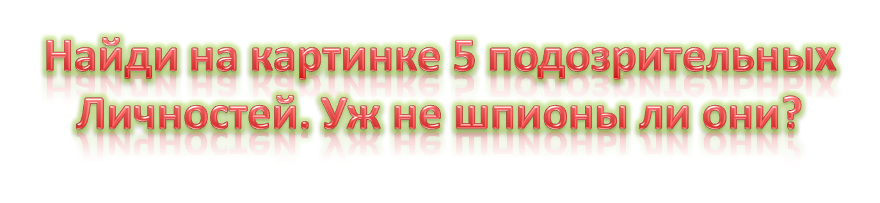 Найди на картинке 5 подозрительных
Личностей. Уж не шпионы ли они?